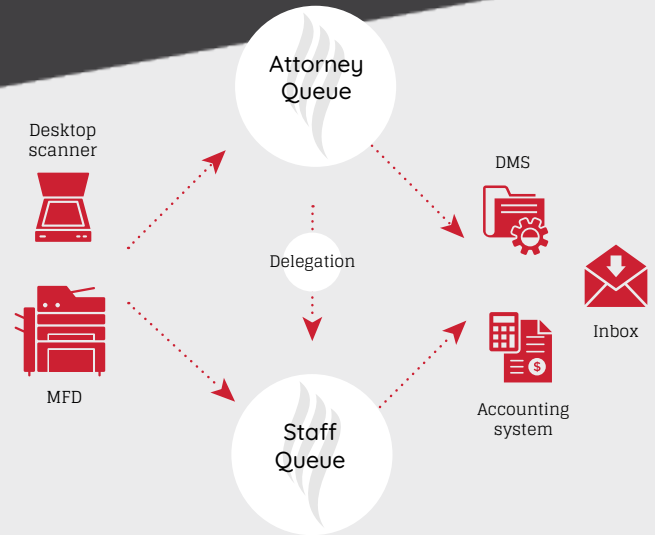 Attorney
Queue
Desktop
scanner
DMS
Delegation
Inbox
MFD
Accounting
system
Staff
Queue
$